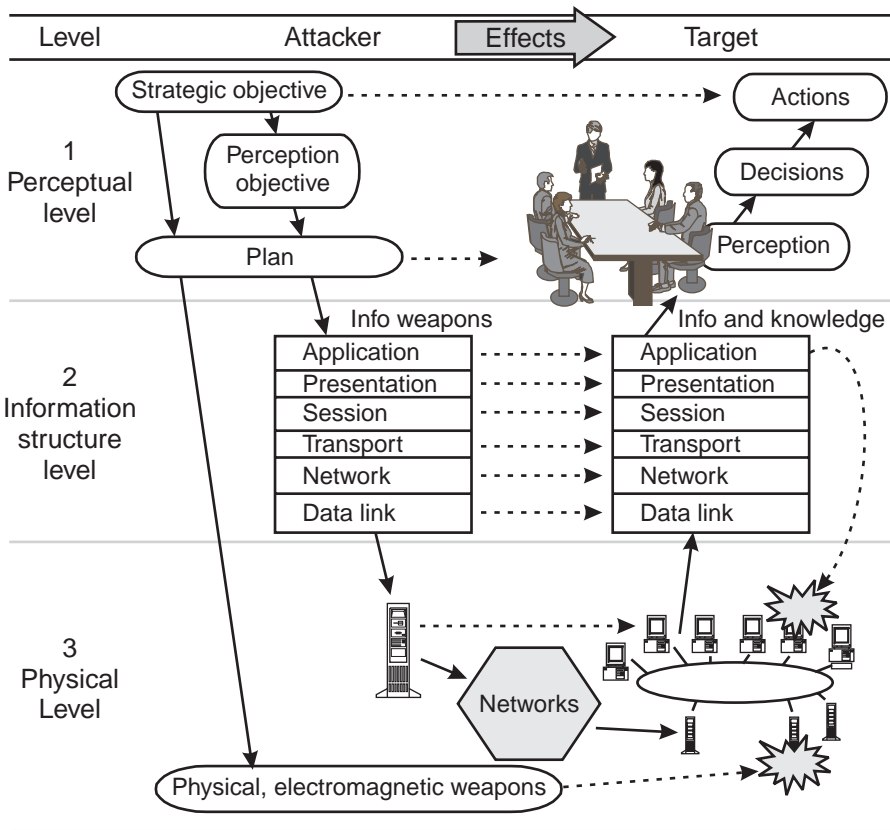 Level Attacker Effects Target
Strategic objective
Actions
1
Perceptual
level
Perception
objective
Decisions
Plan
Perception
Info weapons
Info and knowledge
2
Information
structure
level
Application
Presentation
Session
Transport
Network
Data link
Application
Presentation
Session
Transport
Network
Data link
3
Physical
Level
Networks
Physical, electromagnetic weapons